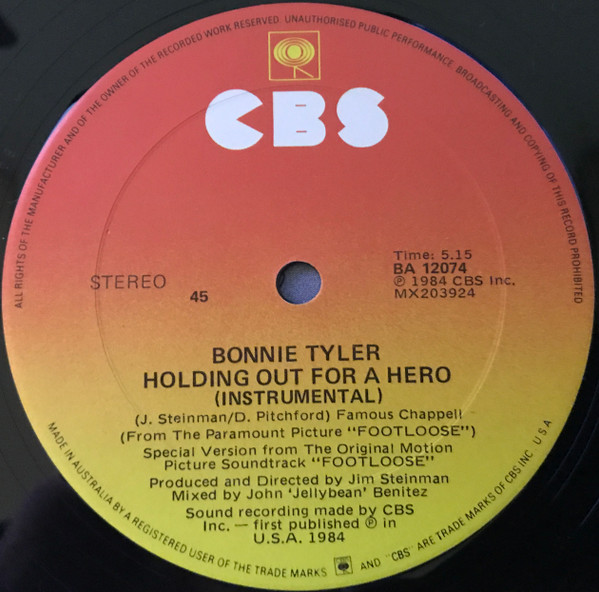 ALL RIGHTS OF THE MANUFACTURER AND OF THE OWNER OF THE RECORDED WORK RESERVED. UNAUTHORISED PUBLIC PERFORMANCE, BROADCASTING AND COPYING OF THIS RECORD PROHIBITED
CBS
STEREO
45
Time: 5.15
BA 12074
℗ 1984 CBS Inc.
MX203924
BONNIE TYLER
HOLDING OUT FOR A HERO
(INSTRUMENTAL)
(J. Steinman/D. Pitchford) Famous Chappell
(From The Paramount Picture "FOOTLOOSE")
Special Version from The Original Motion
Picture Soundtrack "FOOTLOOSE"
Produced and Directed by Jim Steinman
Mixed by John 'Jellybean' Benitez
Sound recording made by CBS
Inc. — first published ℗ in
U.S.A. 1984
MADE IN AUSTRALIA BY A REGISTERED USER OF THE TRADE MARKS AND "CBS" ARE TRADE MARKS OF CBS INC U S A